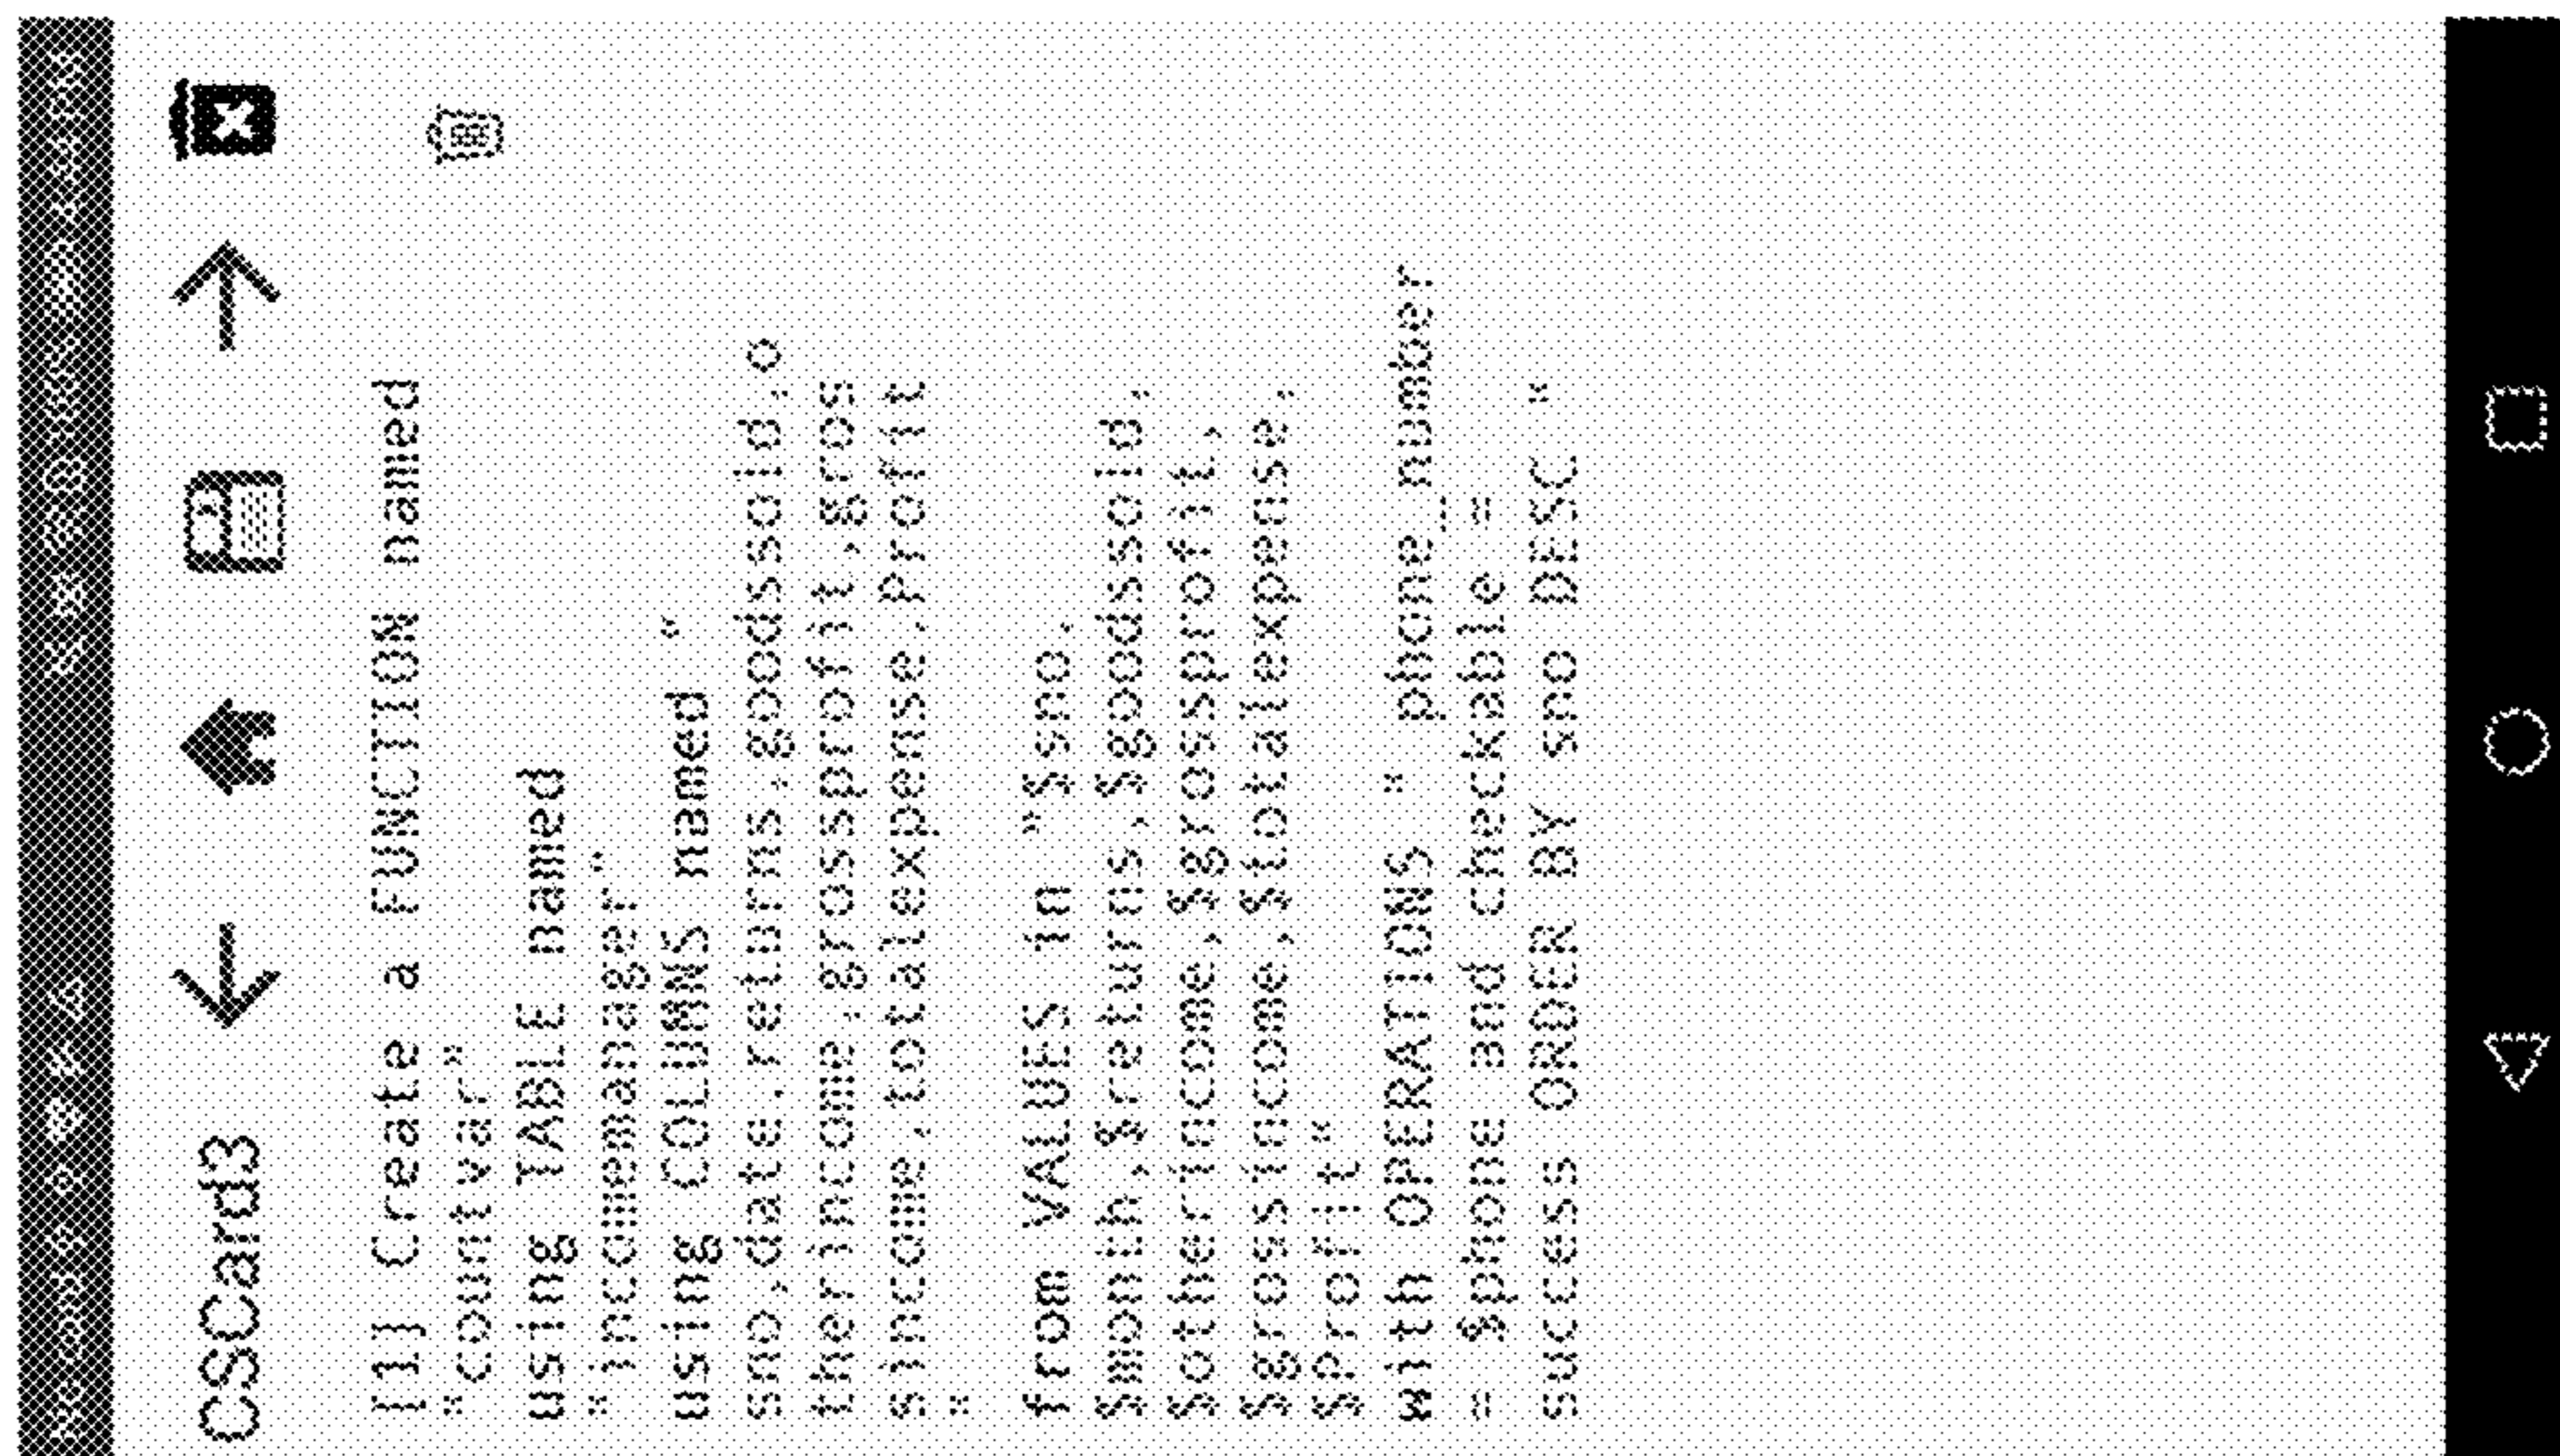 CSCard3
[1] Create a FUNCTION named
"countvar"
using TABLE named
"incomemanager"
using COLUMNS named "
sno,date,returns,goodssold,o
therincome,grossprofit,gros
sincome,totalexpense,Profit
"
from VALUES in "$sno,
$month,$returns,$goodssold,
$otherincome,$grossprofit,
$grossincome,$totalexpense,
$Profit"
with OPERATIONS " phone_number
= $phone and checkable =
success ORDER BY sno DESC "